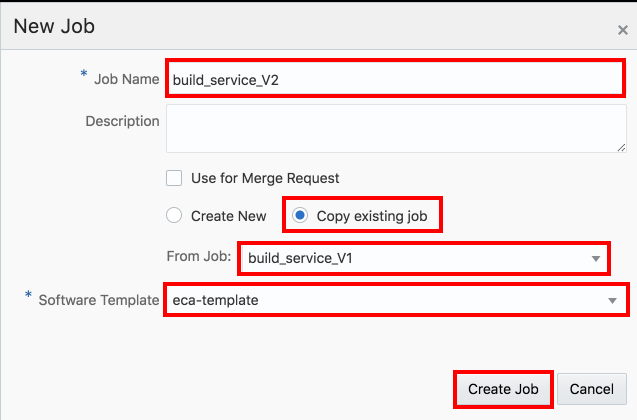 New Job
×
* Job Name build_service_V2
Description
Use for Merge Request
Create New Copy existing job
From Job: build_service_V1
* Software Template eca-template
Create Job Cancel